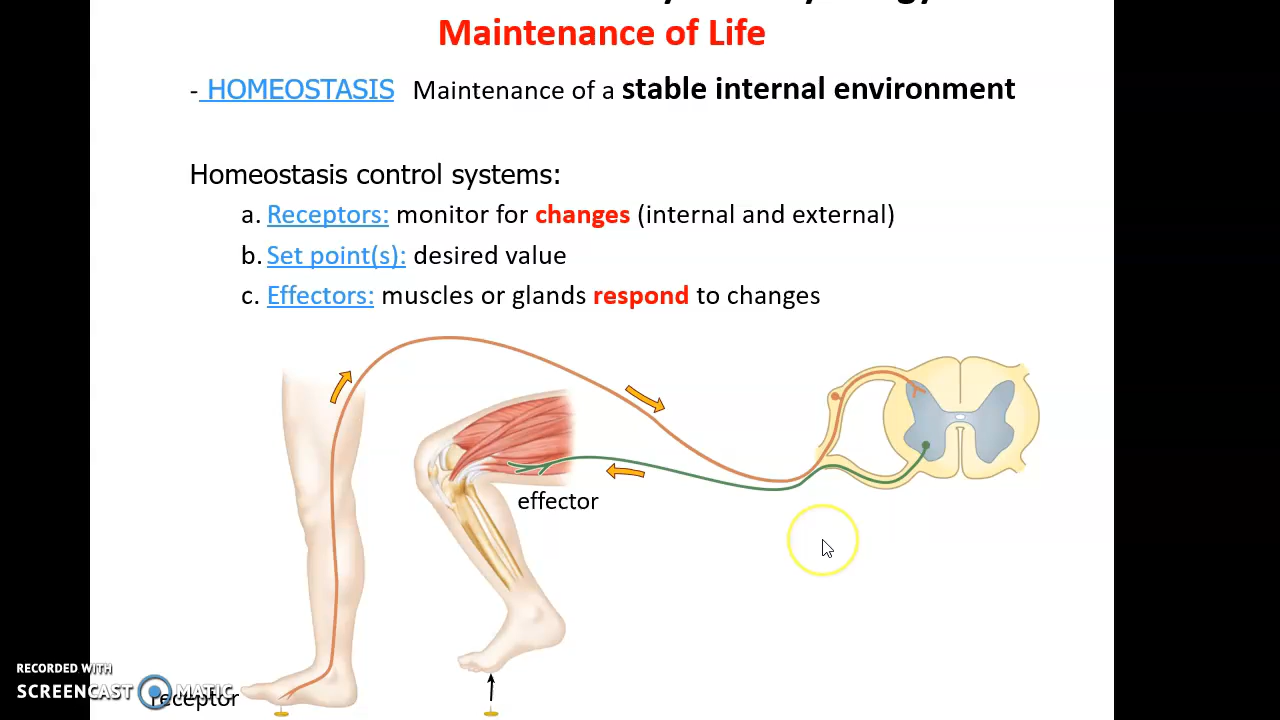 Maintenance of Life
- HOMEOSTASIS Maintenance of a stable internal environment
Homeostasis control systems:
a. Receptors: monitor for changes (internal and external)
b. Set point(s): desired value
c. Effectors: muscles or glands respond to changes
effector
receptor
RECORDED WITH
SCREENCAST MATIC